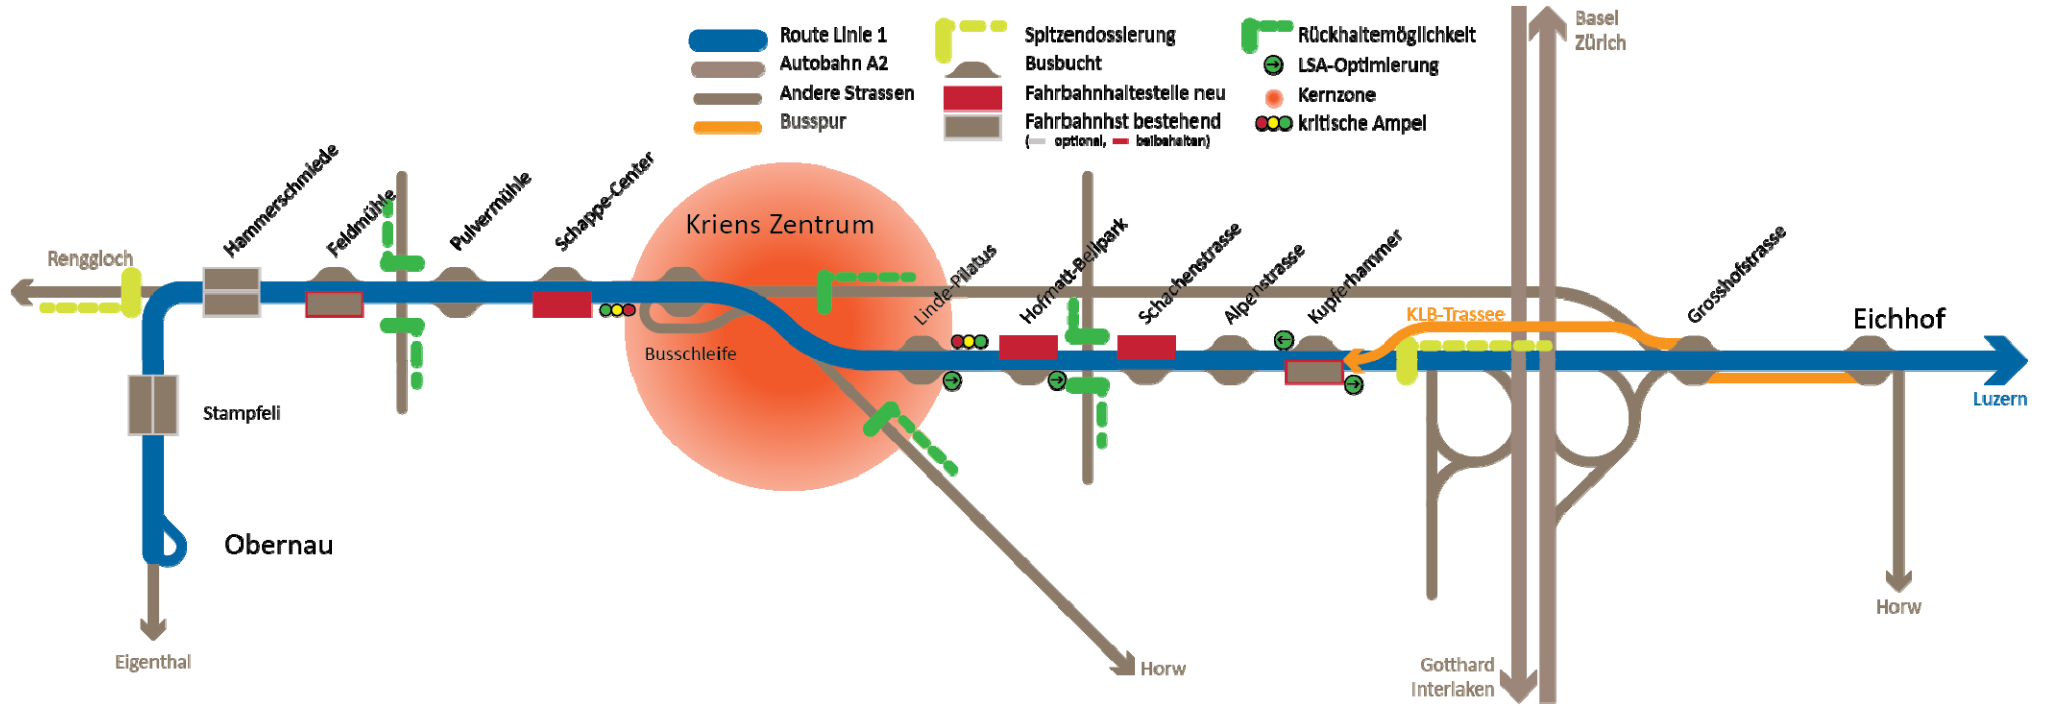 Route Linie 1
Autobahn A2
Andere Strassen
Busspur
Spitzendosierung
Busbucht
Fahrbahnhaltestelle neu
Fahrbahnhst bestehend
( optional, beibehalten)
Rückhaltemöglichkeit
LSA-Optimierung
Kernzone
kritische Ampel
Basel
Zürich
Renggloch
Hammerschmiede
Feldmühle
Pulvermühle
Schappe-Center
Kriens Zentrum
Busschleife
Linde-Pilatus
Hofmatt-Bellpark
Schachenstrasse
Alpenstrasse
Kupferhammer
KLB-Trassee
Grosshofstrasse
Eichhof
Luzern
Stampfeli
Obernau
Eigenthal
Horw
Gotthard
Interlaken
Horw